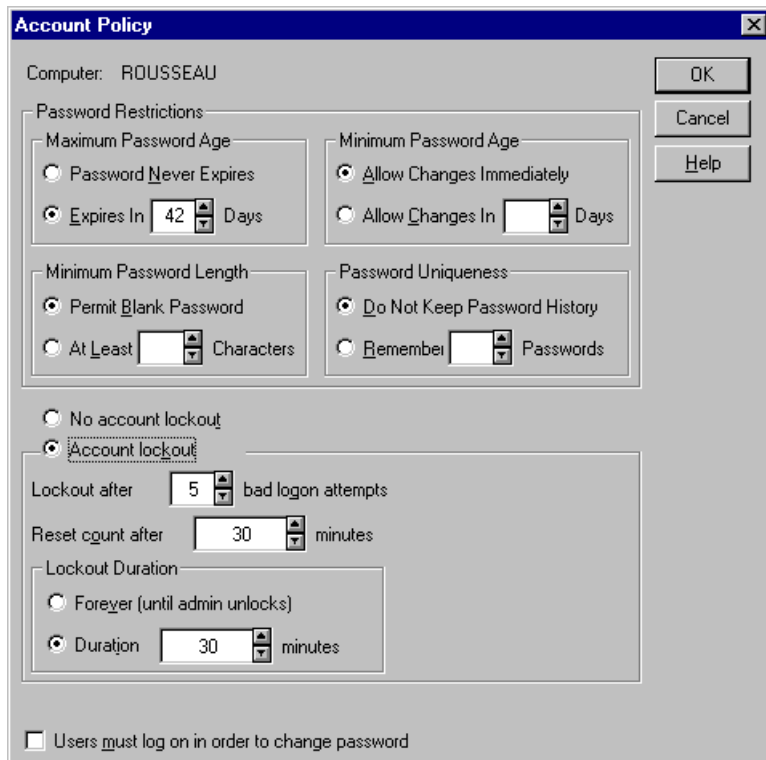 Account Policy
Computer: ROUSSEAU
OK
Cancel
Help
Password Restrictions
Maximum Password Age
Password Never Expires
Expires In 42 Days
Minimum Password Age
Allow Changes Immediately
Allow Changes In Days
Minimum Password Length
Permit Blank Password
At Least Characters
Password Uniqueness
Do Not Keep Password History
Remember Passwords
No account lockout
Account lockout
Lockout after 5 bad logon attempts
Reset count after 30 minutes
Lockout Duration
Forever (until admin unlocks)
Duration 30 minutes
Users must log on in order to change password